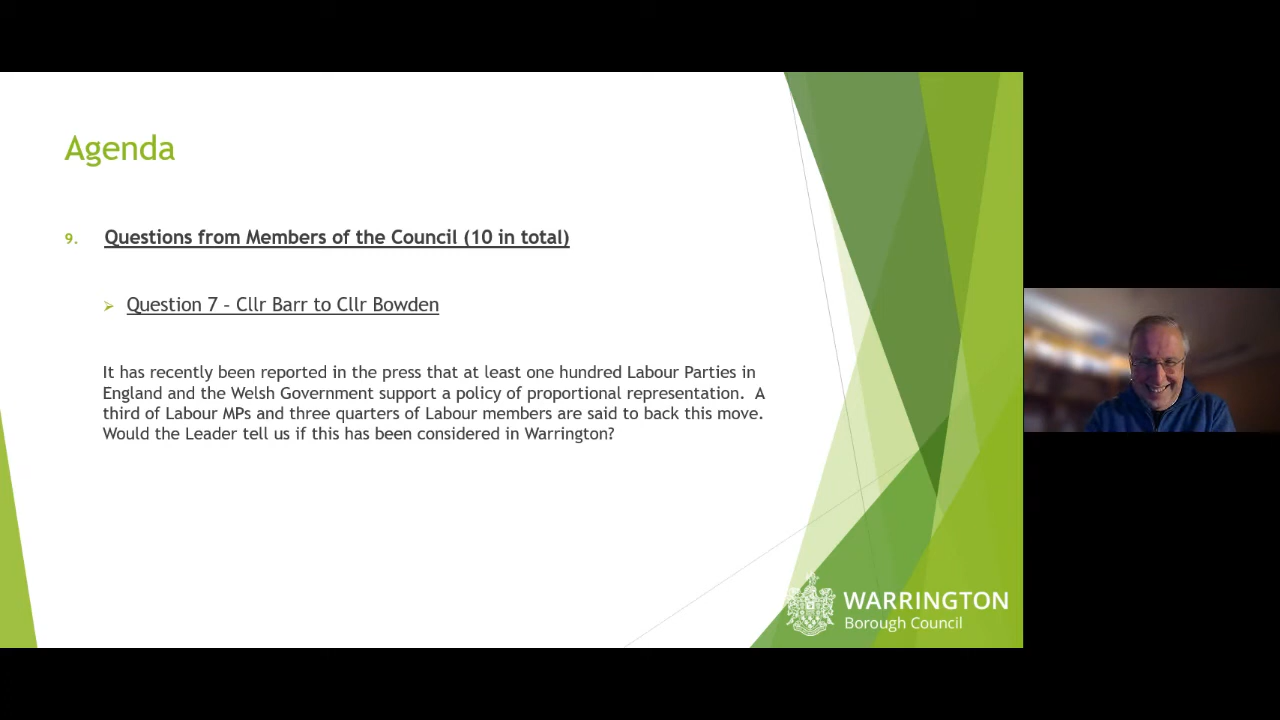 Agenda
9. Questions from Members of the Council (10 in total)
Question 7 – Cllr Barr to Cllr Bowden
It has recently been reported in the press that at least one hundred Labour Parties in
England and the Welsh Government support a policy of proportional representation. A
third of Labour MPs and three quarters of Labour members are said to back this move.
Would the Leader tell us if this has been considered in Warrington?
WARRINGTON
Borough Council